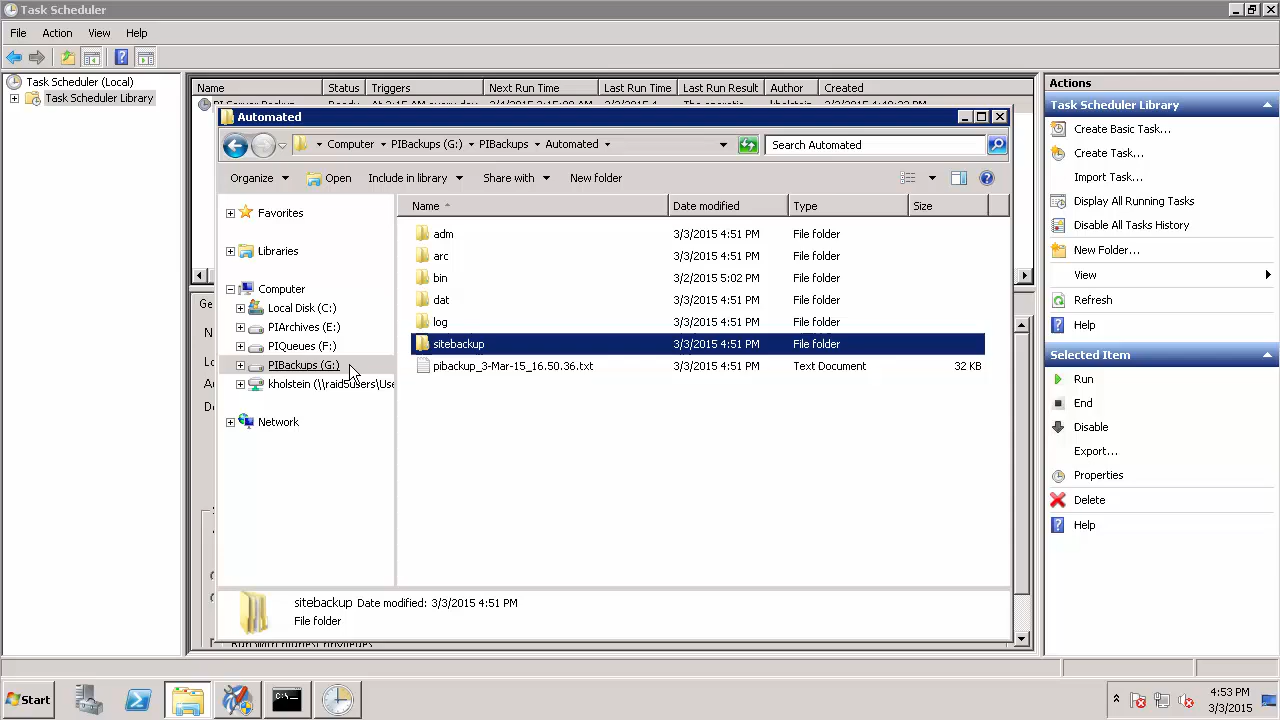 Task Scheduler
File Action View Help
Task Scheduler (Local)
Task Scheduler Library
Name Status Triggers Next Run Time Last Run Time Last Run Result Author Created
Automated
Computer PIBackups (G:) PIBackups Automated
Search Automated
Organize Open Include in library Share with New folder
Favorites
Libraries
Computer
Local Disk (C:)
PIArchives (E:)
PIQueues (F:)
PIBackups (G:)
kholstein (\\raid5\Users\Use
Network
Name Date modified Type Size
adm 3/3/2015 4:51 PM File folder
arc 3/3/2015 4:51 PM File folder
bin 3/2/2015 5:02 PM File folder
dat 3/3/2015 4:51 PM File folder
log 3/3/2015 4:51 PM File folder
sitebackup 3/3/2015 4:51 PM File folder
pibackup_3-Mar-15_16.50.36.txt 3/3/2015 4:51 PM Text Document 32 KB
sitebackup Date modified: 3/3/2015 4:51 PM
File folder
Actions
Task Scheduler Library
Create Basic Task...
Create Task...
Import Task...
Display All Running Tasks
Disable All Tasks History
New Folder...
View
Refresh
Help
Selected Item
Run
End
Disable
Export...
Properties
Delete
Help
Start
4:53 PM
3/3/2015